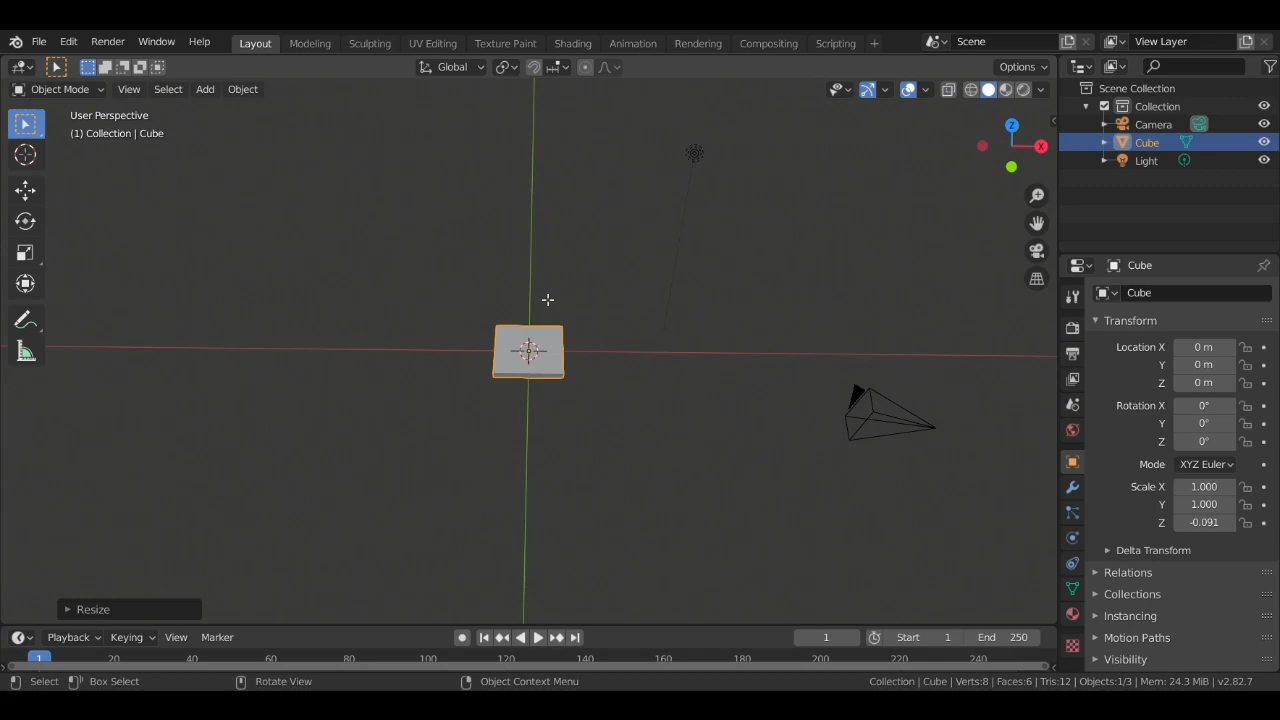 File Edit Render Window Help Layout Modeling Sculpting UV Editing Texture Paint Shading Animation Rendering Compositing Scripting + Scene View Layer
Global Options
Object Mode View Select Add Object
User Perspective
(1) Collection | Cube
Z
X
Scene Collection
Collection
Camera
Cube
Light
Cube
Cube
Transform
Location X 0 m
Y 0 m
Z 0 m
Rotation X 0°
Y 0°
Z 0°
Mode XYZ Euler
Scale X 1.000
Y 1.000
Z -0.091
Delta Transform
Relations
Collections
Instancing
Motion Paths
Visibility
Resize
Playback Keying View Marker 1 Start 1 End 250
1 20 40 60 80 100 120 140 160 180 200 220 240
Select Box Select Rotate View Object Context Menu Collection | Cube | Verts:8 | Faces:6 | Tris:12 | Objects:1/3 | Mem: 24.3 MiB | v2.82.7